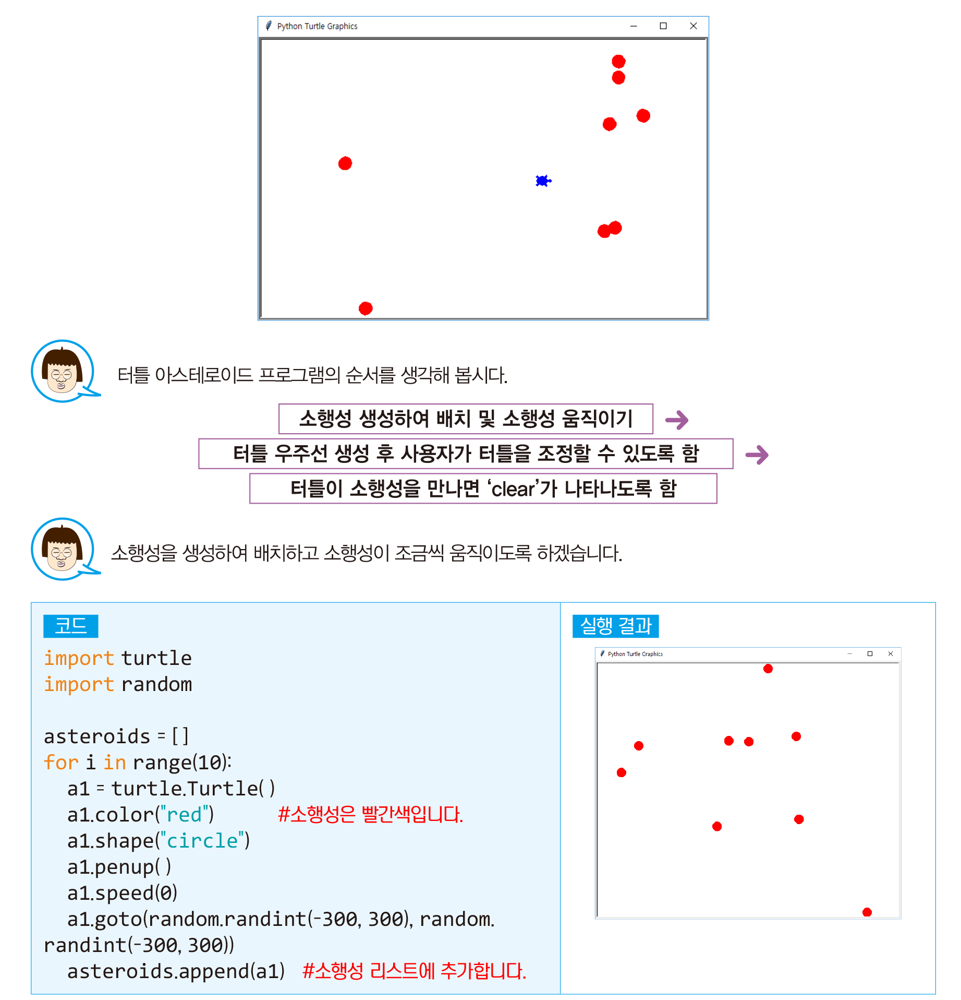 Python Turtle Graphics
터틀 아스테로이드 프로그램의 순서를 생각해 봅시다.
소행성 생성하여 배치 및 소행성 움직이기
터틀 우주선 생성 후 사용자가 터틀을 조정할 수 있도록 함
터틀이 소행성을 만나면 ‘clear’가 나타나도록 함
소행성을 생성하여 배치하고 소행성이 조금씩 움직이도록 하겠습니다.
코드
import turtle
import random
asteroids = [ ]
for i in range(10):
a1 = turtle.Turtle( )
a1.color("red") #소행성은 빨간색입니다.
a1.shape("circle")
a1.penup( )
a1.speed(0)
a1.goto(random.randint(-300, 300), random.
randint(-300, 300))
asteroids.append(a1) #소행성 리스트에 추가합니다.
실행 결과
Python Turtle Graphics